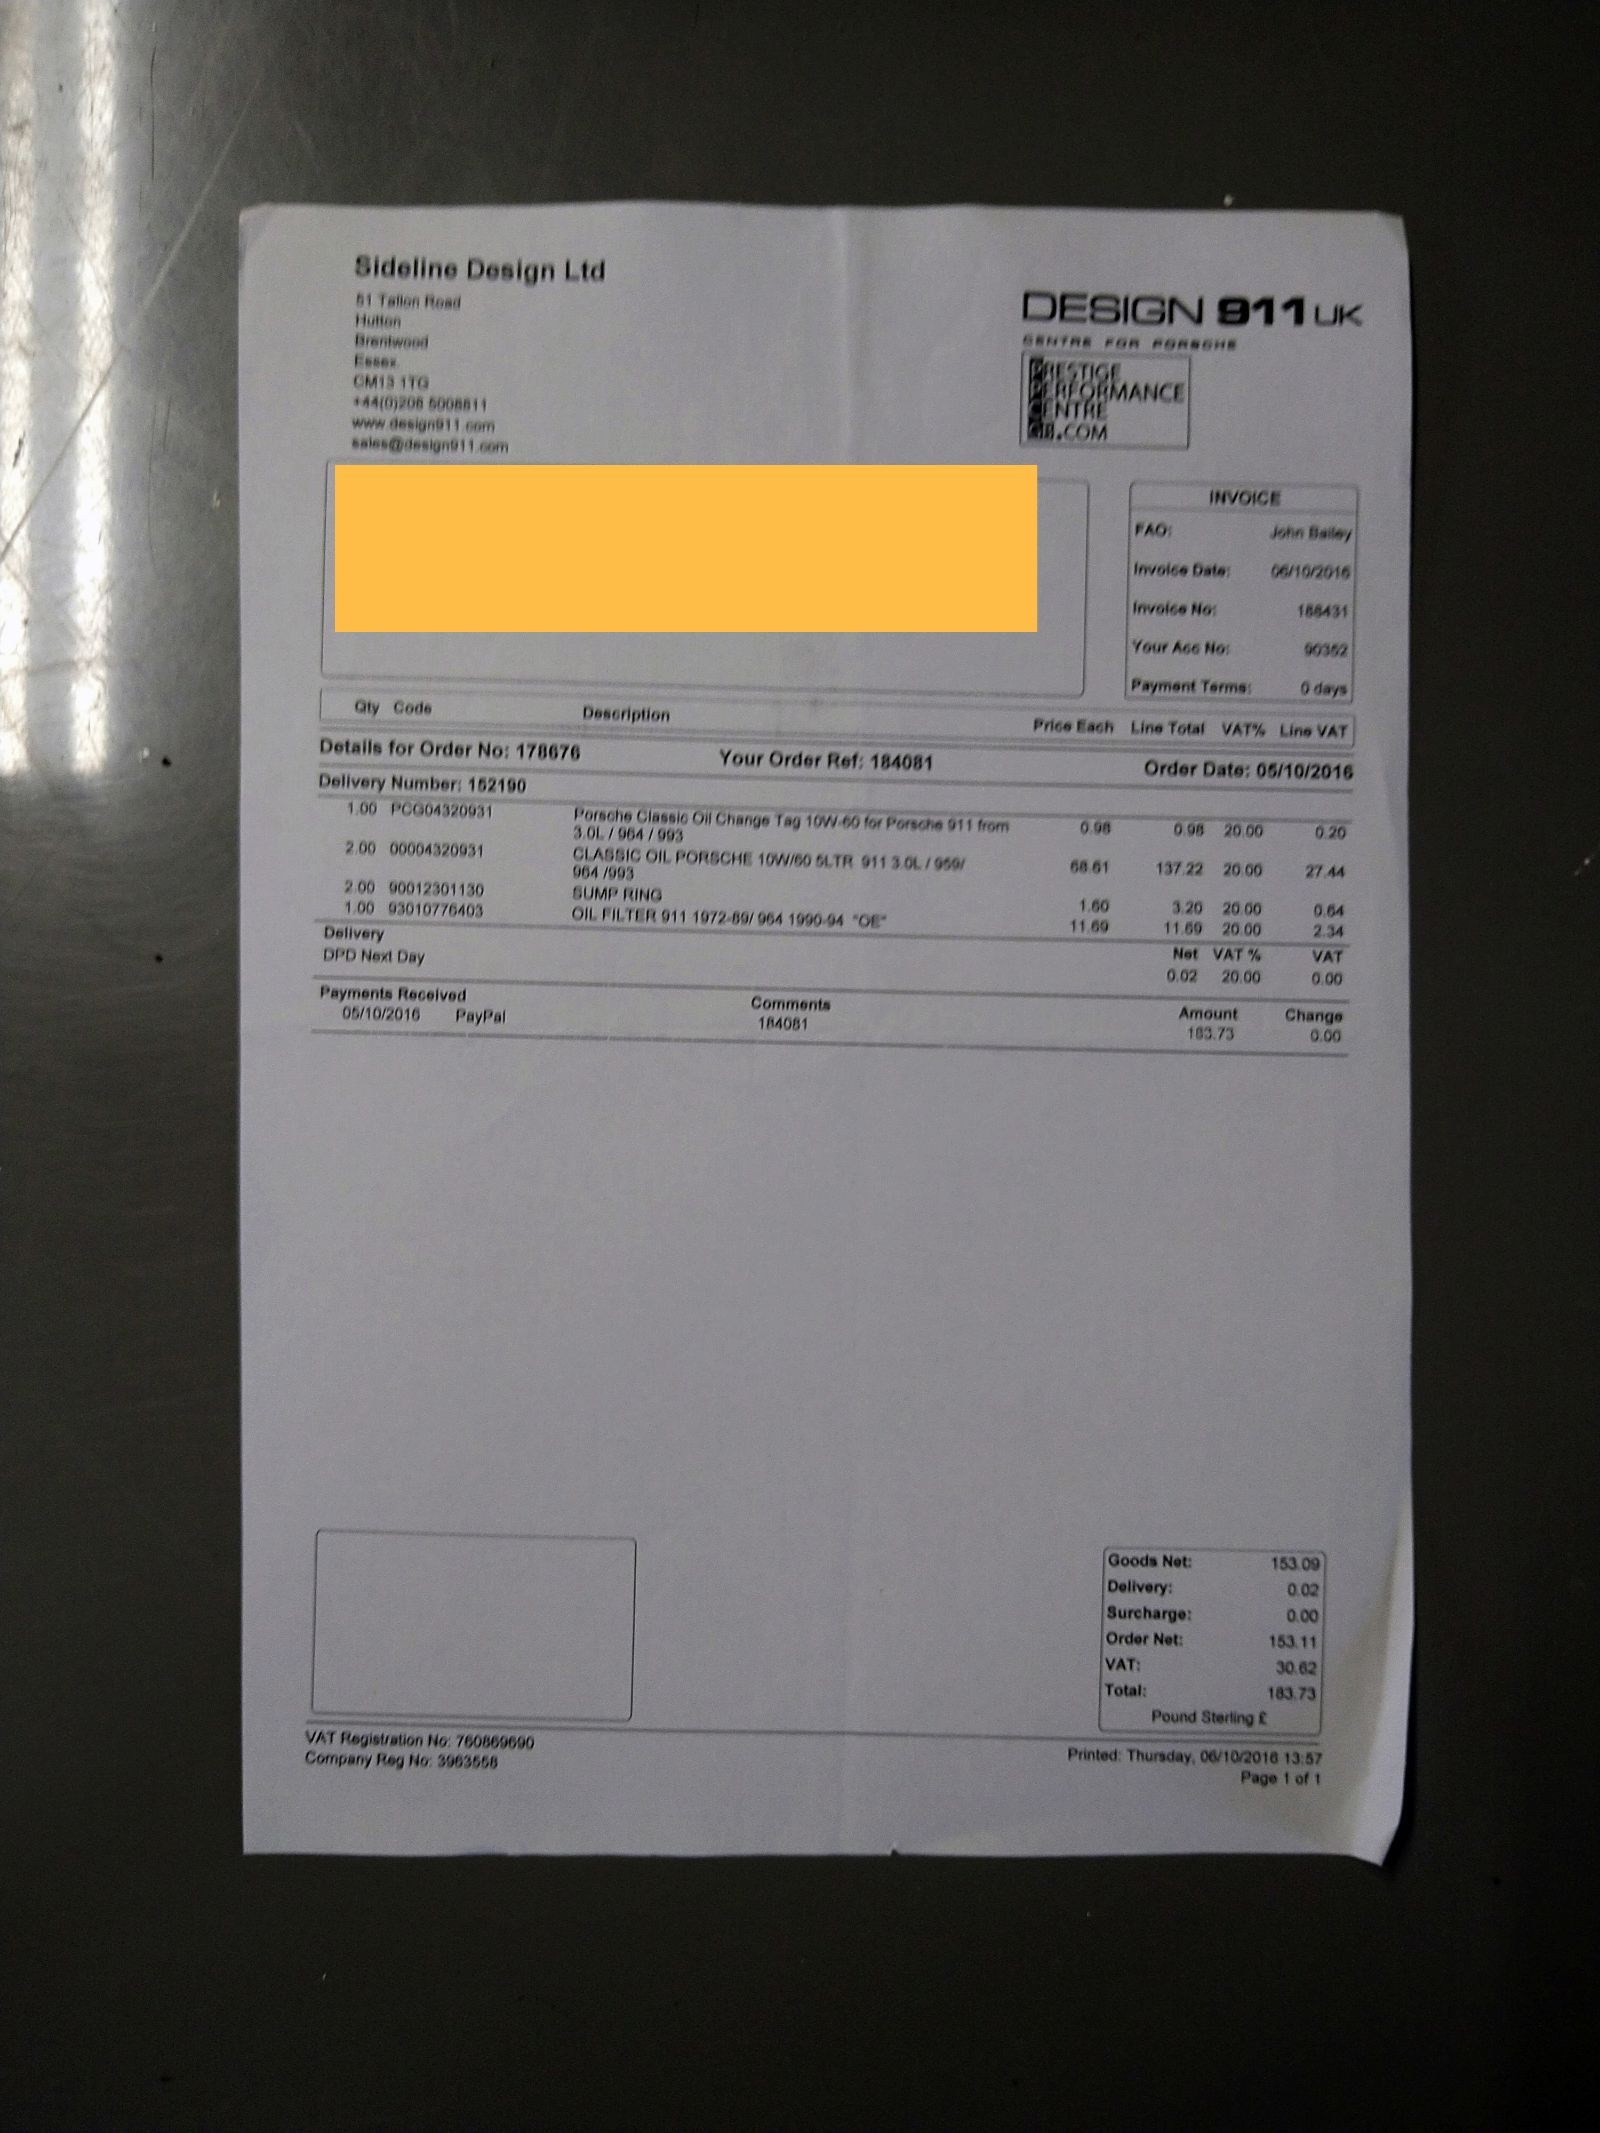 Sideline Design Ltd
51 Tallon Road
Hutton
Brentwood
Essex
CM13 1TG
+44(0)208 5008811
www.design911.com
sales@design911.com
DESIGN 911 UK
CENTRE FOR PORSCHE
PRESTIGE
PERFORMANCE
CENTRE
.COM
INVOICE
FAO: John Bailey
Invoice Date: 06/10/2016
Invoice No: 188431
Your Acc No: 90352
Payment Terms: 0 days
Qty Code Description Price Each Line Total VAT% Line VAT
Details for Order No: 178676 Your Order Ref: 184081 Order Date: 05/10/2016
Delivery Number: 152190
1.00 PCG04320931 Porsche Classic Oil Change Tag 10W-60 for Porsche 911 from 0.98 0.98 20.00 0.20
3.0L / 964 / 993
2.00 00004320931 CLASSIC OIL PORSCHE 10W/60 5LTR 911 3.0L / 959/ 68.61 137.22 20.00 27.44
964 /993
2.00 90012301130 SUMP RING 1.60 3.20 20.00 0.64
1.00 93010776403 OIL FILTER 911 1972-89/ 964 1990-94 "OE" 11.69 11.69 20.00 2.34
Delivery Net VAT % VAT
DPD Next Day 0.02 20.00 0.00
Payments Received Comments Amount Change
05/10/2016 PayPal 184081 183.73 0.00
Goods Net: 153.09
Delivery: 0.02
Surcharge: 0.00
Order Net: 153.11
VAT: 30.62
Total: 183.73
Pound Sterling £
VAT Registration No: 760869690
Company Reg No: 3963558
Printed: Thursday, 06/10/2016 13:57
Page 1 of 1